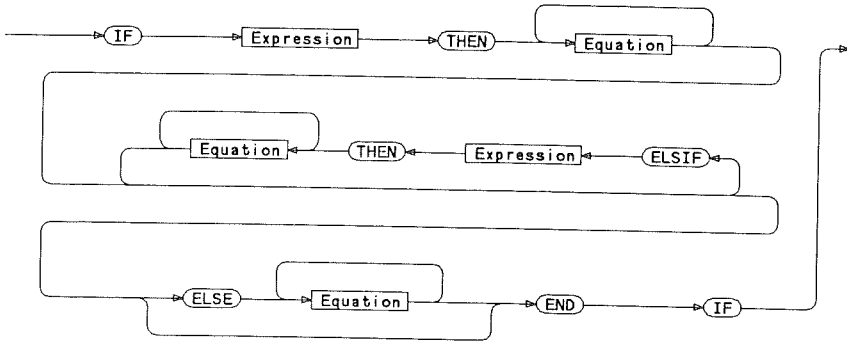 IF Expression THEN Equation
Equation THEN Expression ELSIF
ELSE Equation END IF